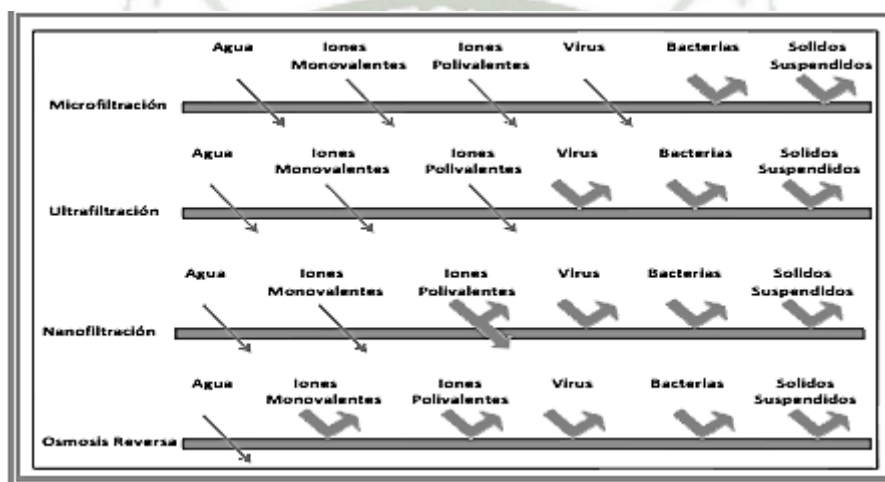 Agua Iones Iones Virus Bacterias Solidos
Monovalentes Polivalentes Suspendidos
Microfiltración
Agua Iones Iones Virus Bacterias Solidos
Monovalentes Polivalentes Suspendidos
Ultrafiltración
Agua Iones Iones Virus Bacterias Solidos
Monovalentes Polivalentes Suspendidos
Nanofiltración
Agua Iones Iones Virus Bacterias Solidos
Monovalentes Polivalentes Suspendidos
Osmosis Reversa